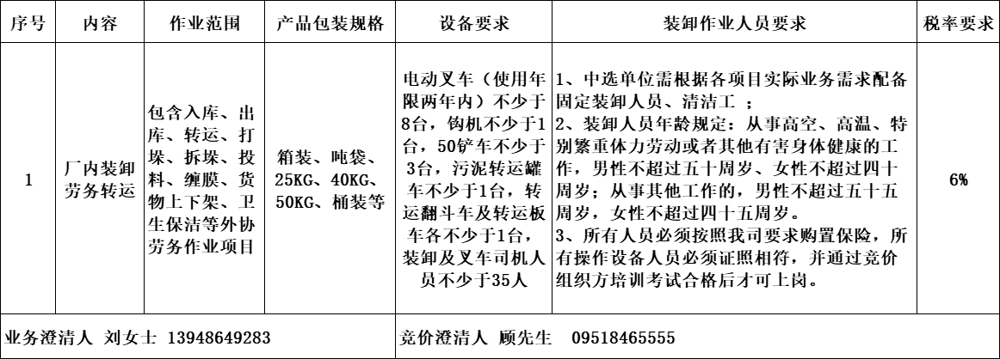 序号
内容
作业范围
产品包装规格
设备要求
装卸作业人员要求
税率要求
1
厂内装卸
劳务转运
包含入库、出
库、转运、打
垛、拆垛、投
料、缠膜、货
物上下架、卫
生保洁等外协
劳务作业项目
箱装、吨袋、
25KG、40KG、
50KG、桶装等
电动叉车（使用年
限两年内）不少于
8台，钩机不少于1
台，50铲车不少于
3台，污泥转运罐
车不少于1台，转
运翻斗车及转运板
车各不少于1台，
装卸及叉车司机人
员不少于35人
1、中选单位需根据各项目实际业务需求配备
固定装卸人员、清洁工 ；
2、装卸人员年龄规定：从事高空、高温、特
别繁重体力劳动或者其他有害身体健康的工
作，男性不超过五十周岁、女性不超过四十
周岁；从事其他工作的，男性不超过五十五
周岁，女性不超过四十五周岁。
3、所有人员必须按照我司要求购置保险，所
有操作设备人员必须证照相符，并通过竞价
组织方培训考试合格后才可上岗。
6%
业务澄清人 刘女士 13948649283
竞价澄清人 顾先生  09518465555